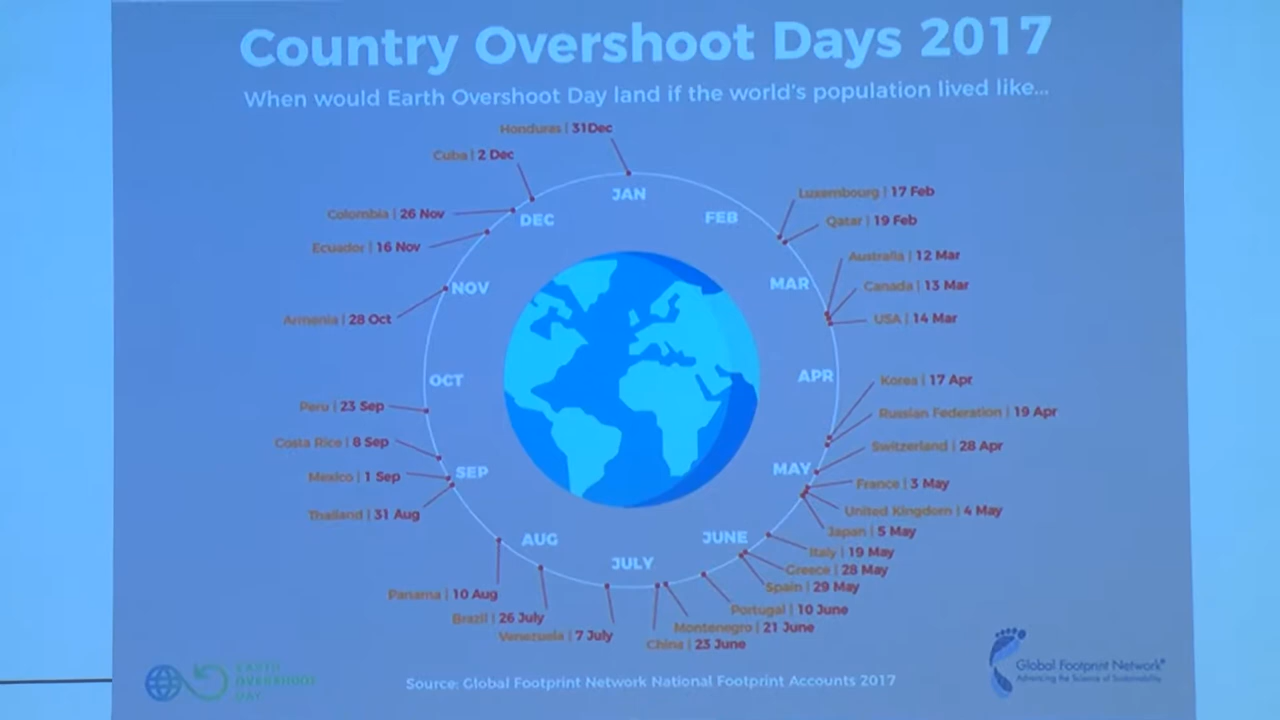 Country Overshoot Days 2017
When would Earth Overshoot Day land if the world's population lived like...
Honduras | 31 Dec
Cuba | 2 Dec
Colombia | 26 Nov
Ecuador | 16 Nov
Armenia | 28 Oct
Peru | 23 Sep
Costa Rica | 8 Sep
Mexico | 1 Sep
Thailand | 31 Aug
Panama | 10 Aug
Brazil | 26 July
Venezuela | 7 July
JAN
FEB
MAR
APR
MAY
JUNE
JULY
AUG
SEP
OCT
NOV
DEC
Luxembourg | 17 Feb
Qatar | 19 Feb
Australia | 12 Mar
Canada | 13 Mar
USA | 14 Mar
Korea | 17 Apr
Russian Federation | 19 Apr
Switzerland | 28 Apr
France | 3 May
United Kingdom | 4 May
Japan | 5 May
Italy | 19 May
Greece | 28 May
Spain | 29 May
Portugal | 10 June
Montenegro | 21 June
China | 23 June
EARTH
OVERSHOOT
DAY
Source: Global Footprint Network National Footprint Accounts 2017
Global Footprint Network®
Advancing the Science of Sustainability